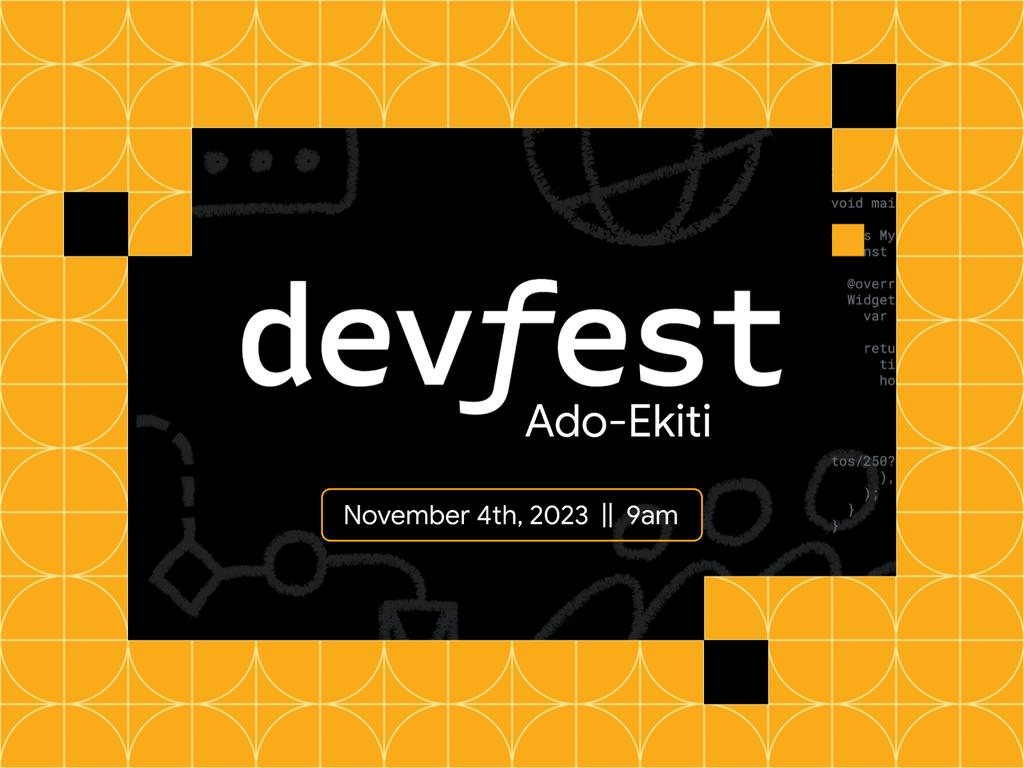 devfest
Ado-Ekiti
November 4th, 2023 || 9am
void mai
s My
nst
@overr
Widget
var
retu
ti
ho
tos/250?
),
);
}
}